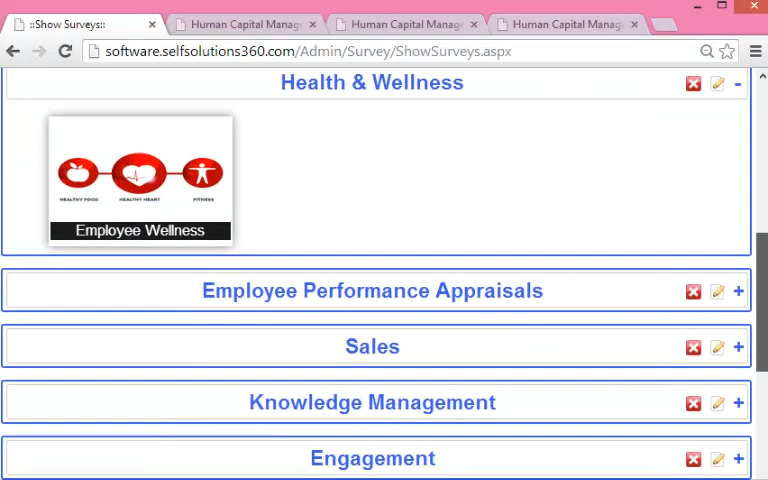 ::Show Surveys::
Human Capital Manage
Human Capital Manage
Human Capital Manage
software.selfsolutions360.com/Admin/Survey/ShowSurveys.aspx
Health & Wellness
-
HEALTHY FOOD HEALTHY HEART FITNESS
Employee Wellness
Employee Performance Appraisals
+
Sales
+
Knowledge Management
+
Engagement
+